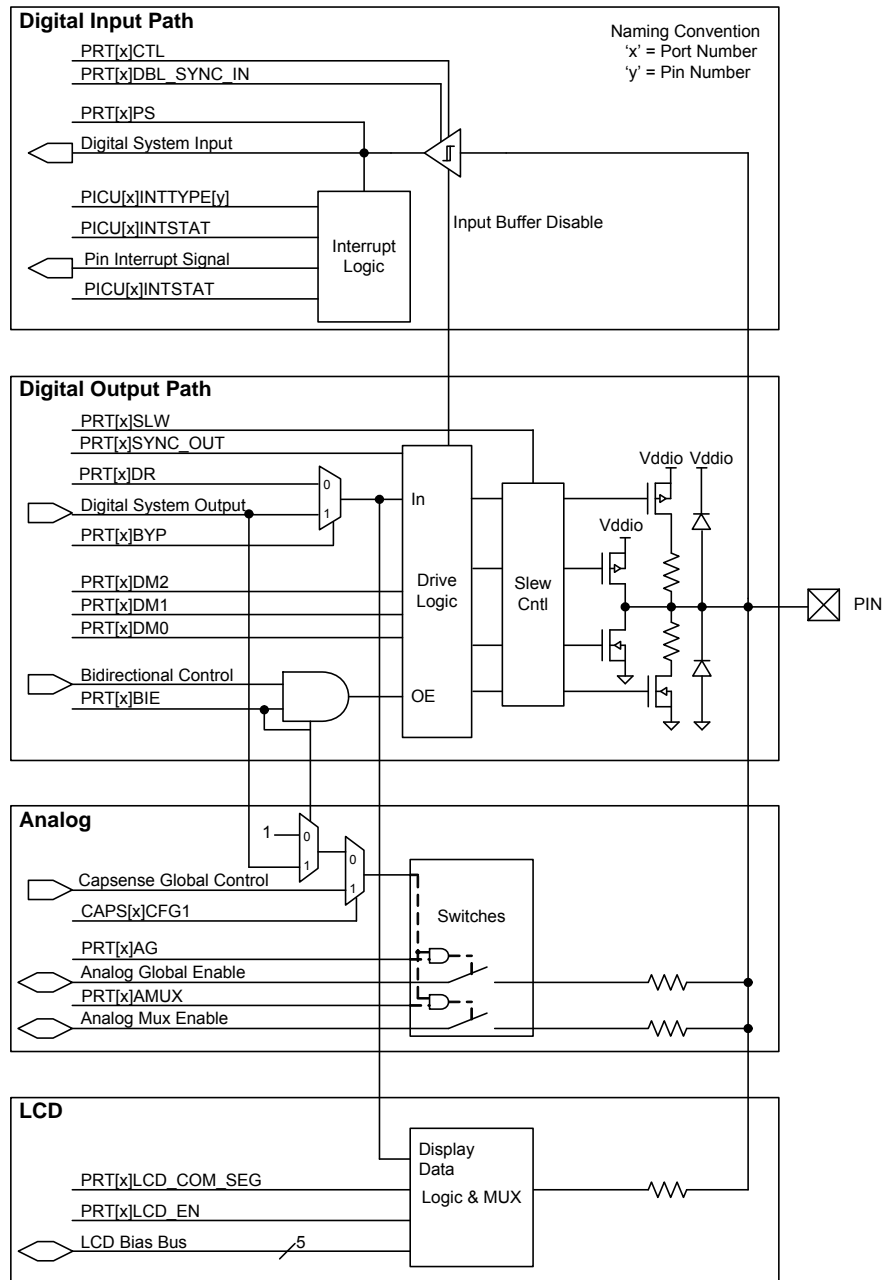 Digital Input Path
Naming Convention
'x' = Port Number
'y' = Pin Number
PRT[x]CTL
PRT[x]DBL_SYNC_IN
PRT[x]PS
Digital System Input
PICU[x]INTTYPE[y]
PICU[x]INTSTAT
Pin Interrupt Signal
PICU[x]INTSTAT
Interrupt
Logic
Input Buffer Disable
Digital Output Path
PRT[x]SLW
PRT[x]SYNC_OUT
PRT[x]DR
Digital System Output
PRT[x]BYP
0
1
PRT[x]DM2
PRT[x]DM1
PRT[x]DM0
Bidirectional Control
PRT[x]BIE
In
Drive
Logic
OE
Slew
Cntl
Vddio
Vddio
Vddio
PIN
Analog
1
0
1
0
1
Capsense Global Control
CAPS[x]CFG1
Switches
PRT[x]AG
Analog Global Enable
PRT[x]AMUX
Analog Mux Enable
LCD
Display
Data
Logic & MUX
PRT[x]LCD_COM_SEG
PRT[x]LCD_EN
LCD Bias Bus
5